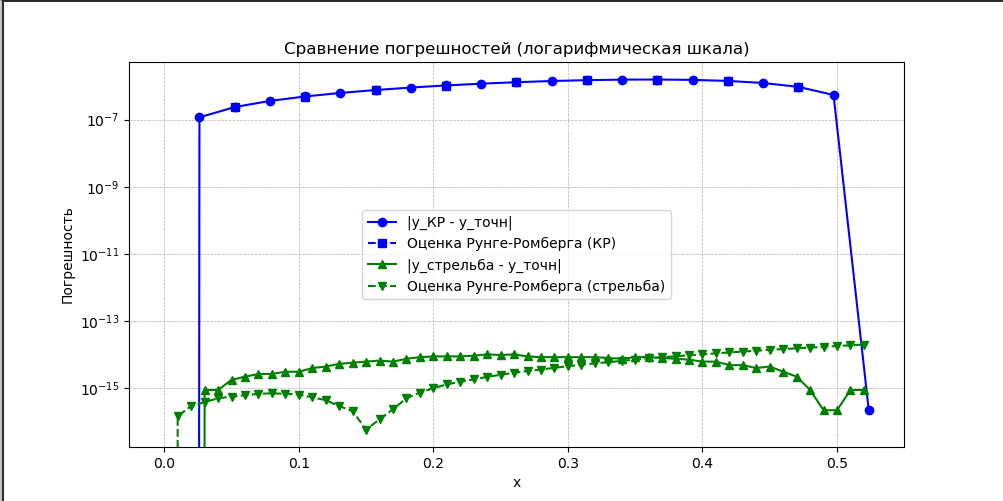 Сравнение погрешностей (логарифмическая шкала)
Погрешность
10⁻⁷
10⁻⁹
10⁻¹¹
10⁻¹³
10⁻¹⁵
|y_КР - y_точн|
Оценка Рунге-Ромберга (КР)
|y_стрельба - y_точн|
Оценка Рунге-Ромберга (стрельба)
0.0 0.1 0.2 0.3 0.4 0.5
x